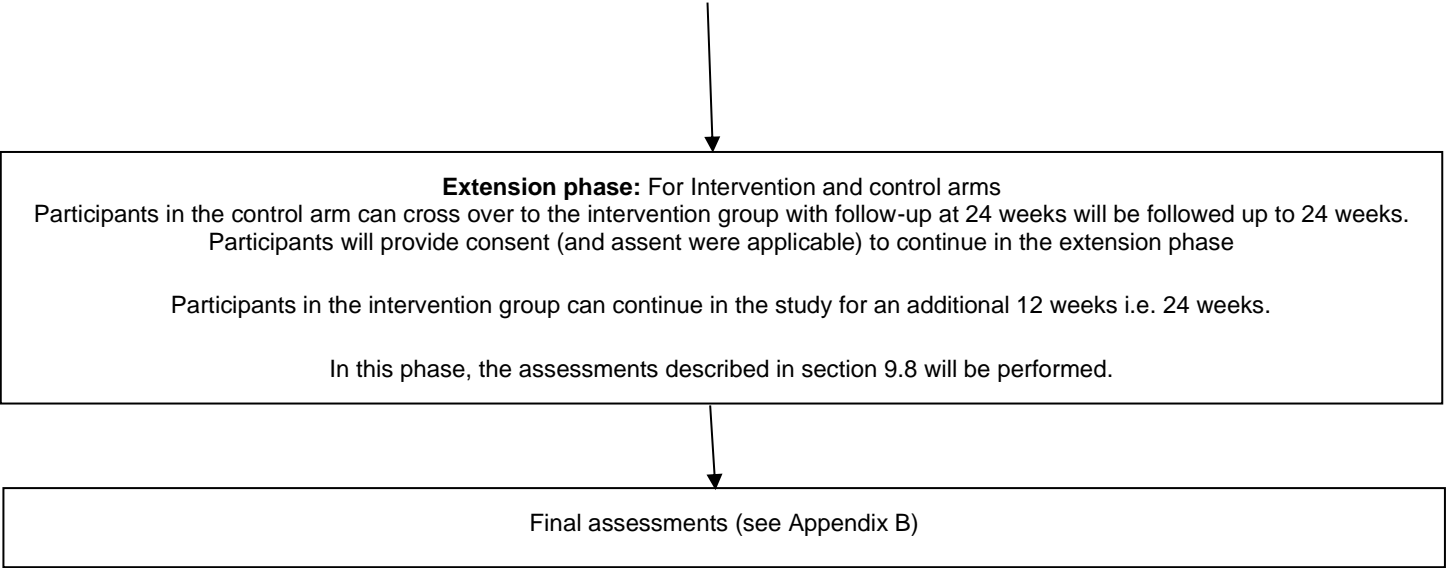 Extension phase: For Intervention and control arms
Participants in the control arm can cross over to the intervention group with follow-up at 24 weeks will be followed up to 24 weeks.
Participants will provide consent (and assent were applicable) to continue in the extension phase
Participants in the intervention group can continue in the study for an additional 12 weeks i.e. 24 weeks.
In this phase, the assessments described in section 9.8 will be performed.
Final assessments (see Appendix B)